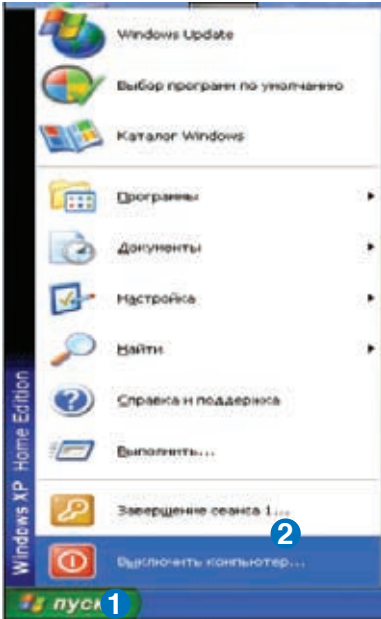 Windows Update
Выбор программ по умолчанию
Каталог Windows
Программы
Документы
Настройка
Найти
Справка и поддержка
Выполнить...
Завершение сеанса 1...
2
Выключить компьютер...
Windows XP Home Edition
пуск
1